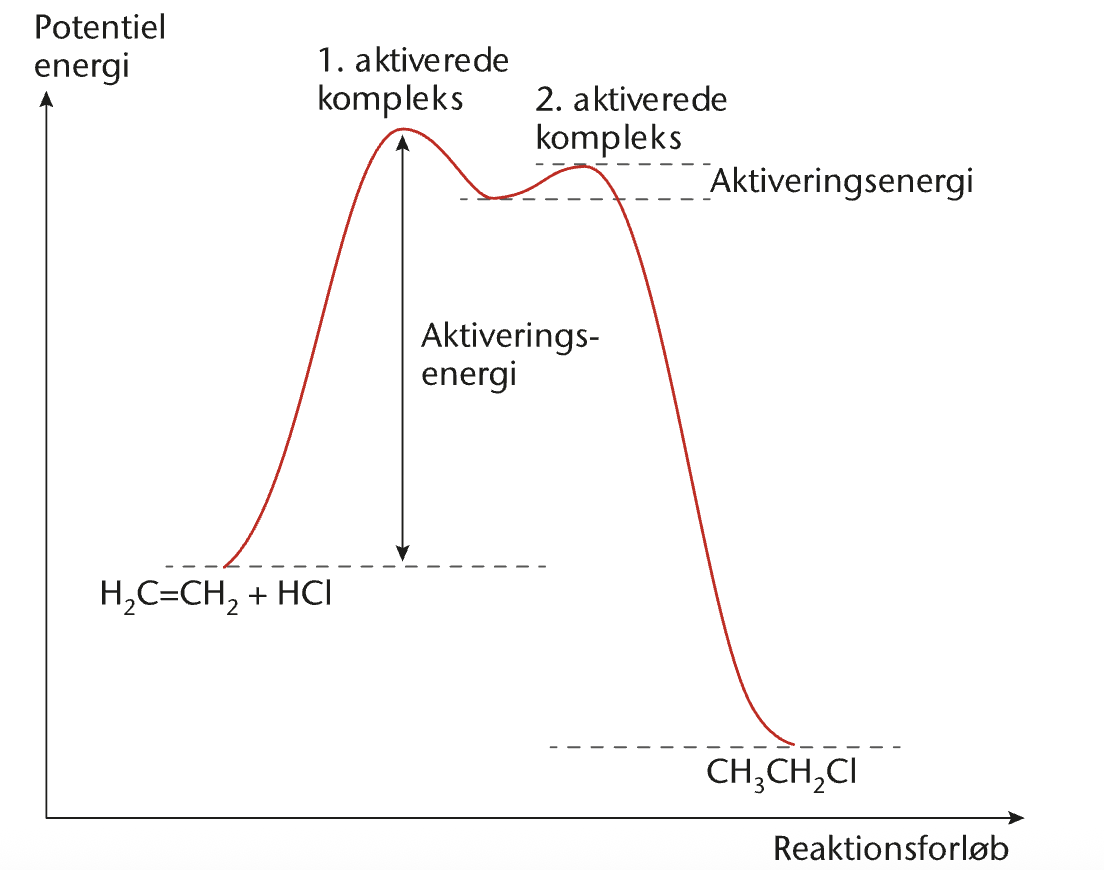 Potentiel
energi
1. aktiverede
kompleks
2. aktiverede
kompleks
Aktiveringsenergi
Aktiverings-
energi
H₂C=CH₂ + HCl
CH₃CH₂Cl
Reaktionsforløb